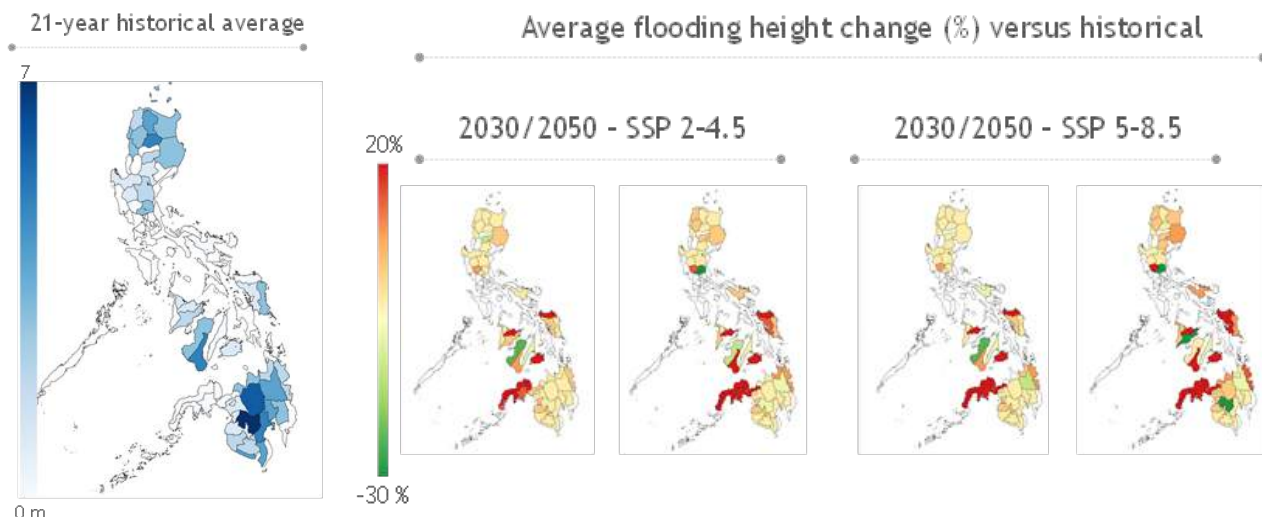 21-year historical average
Average flooding height change (%) versus historical
7
2030/2050 - SSP 2-4.5
2030/2050 - SSP 5-8.5
20%
-30 %
0 m